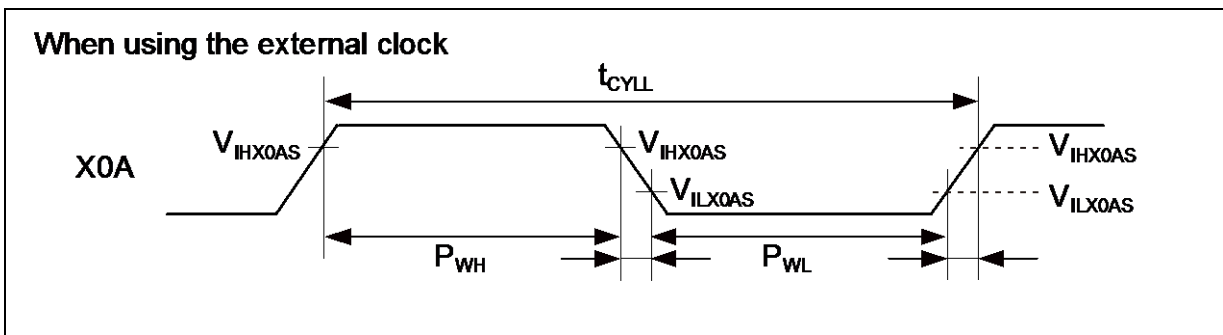 When using the external clock
tCYLL
VIHX0AS
VIHX0AS
VIHX0AS
X0A
VILX0AS
VILX0AS
PWH
PWL